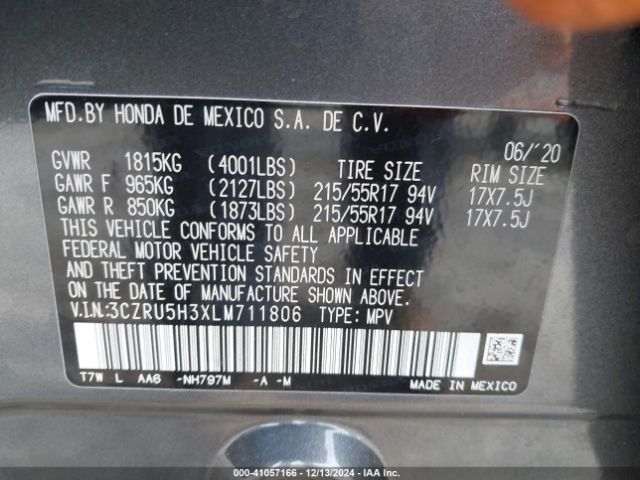 MFD.BY HONDA DE MEXICO S.A. DE C.V.
06/'20
GVWR 1815KG (4001LBS) TIRE SIZE RIM SIZE
GAWR F 965KG (2127LBS) 215/55R17 94V 17X7.5J
GAWR R 850KG (1873LBS) 215/55R17 94V 17X7.5J
THIS VEHICLE CONFORMS TO ALL APPLICABLE
FEDERAL MOTOR VEHICLE SAFETY
AND THEFT PREVENTION STANDARDS IN EFFECT
ON THE DATE OF MANUFACTURE SHOWN ABOVE.
V.I.N:3CZRU5H3XLM711806 TYPE: MPV
T7W L AA6 -NH797M -A -M
MADE IN MEXICO
000-41057166 - 12/13/2024 - IAA Inc.